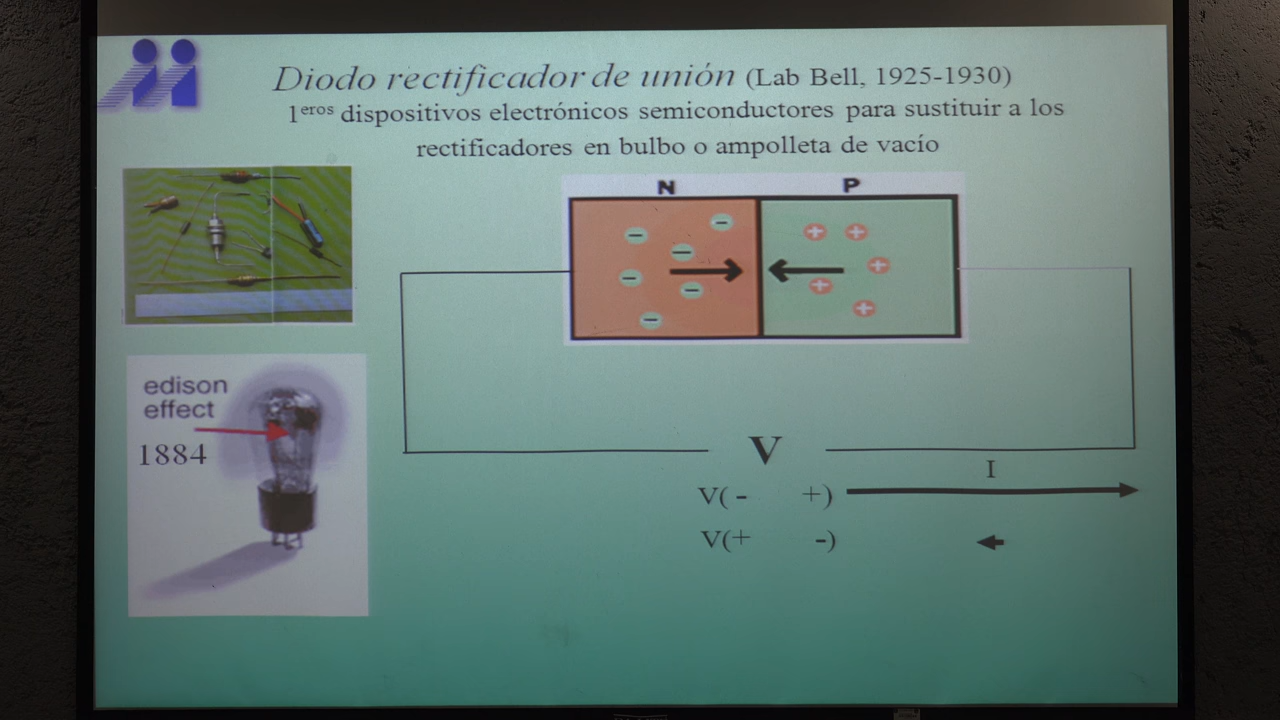 Diodo rectificador de unión (Lab Bell, 1925-1930)
1eros dispositivos electrónicos semiconductores para sustituir a los
rectificadores en bulbo o ampolleta de vacío
N P
edison
effect
1884
V
I
V(- +)
V(+ -)